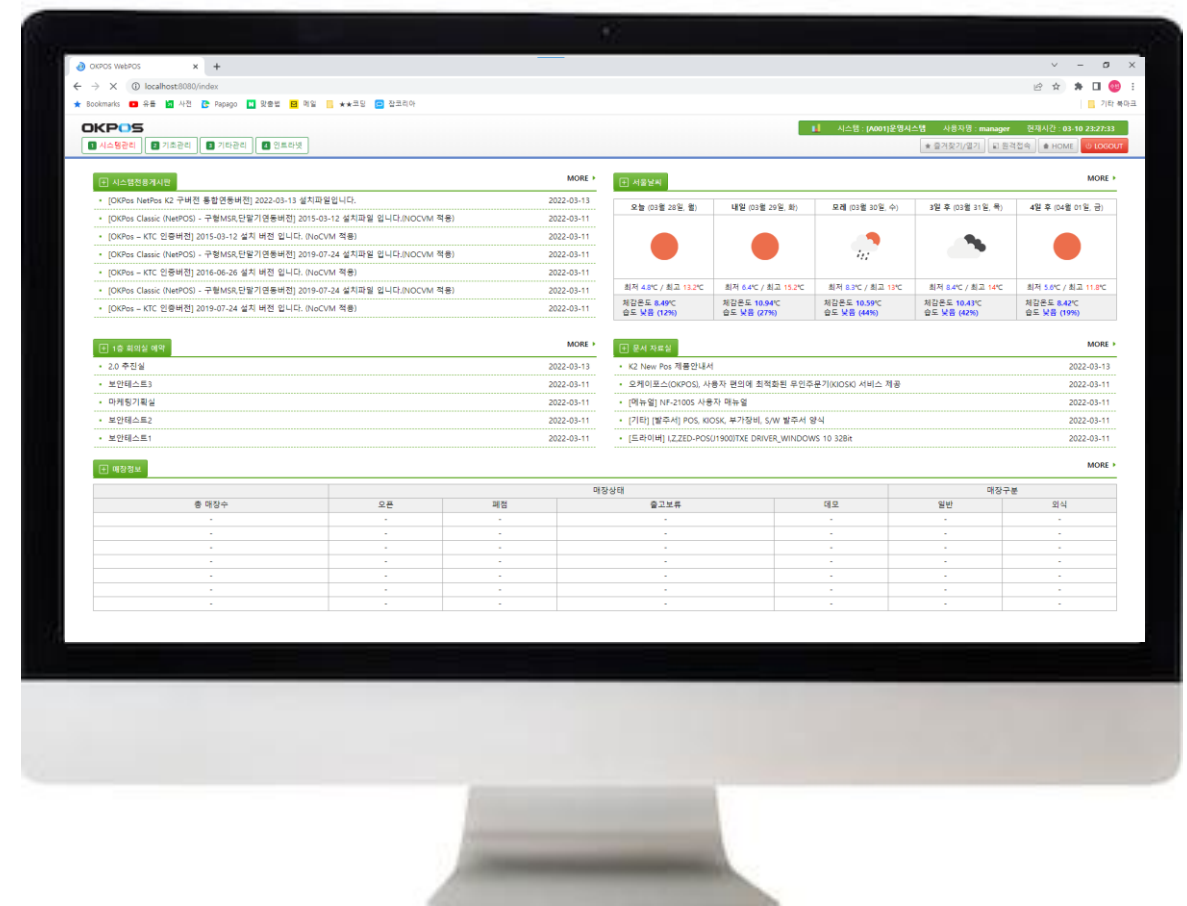 OKPOS WebPOS
localhost:8080/index
Bookmarks 유튭 사전 Papago 맞춤법 메일 ★★코딩 잡코리아 기타 북마크
OKPOS
시스템 : [A001]운영시스템 사용자명 : manager 현재시간 : 03-10 23:27:33
1 시스템관리 2 기초관리 3 기타관리 4 인트라넷
★ 즐겨찾기/열기 원격접속 HOME LOGOUT
시스템전용게시판 MORE
[OKPos NetPos K2 구버전 통합연동버전] 2022-03-13 설치파일입니다. 2022-03-13
[OKPos Classic (NetPOS) - 구형MSR,단말기연동버전] 2015-03-12 설치파일 입니다.(NOCVM 적용) 2022-03-11
[OKPos – KTC 인증버전] 2015-03-12 설치 버전 입니다. (NoCVM 적용) 2022-03-11
[OKPos Classic (NetPOS) - 구형MSR,단말기연동버전] 2019-07-24 설치파일 입니다.(NOCVM 적용) 2022-03-11
[OKPos – KTC 인증버전] 2016-06-26 설치 버전 입니다. (NoCVM 적용) 2022-03-11
[OKPos Classic (NetPOS) - 구형MSR,단말기연동버전] 2019-07-24 설치파일 입니다.(NOCVM 적용) 2022-03-11
[OKPos – KTC 인증버전] 2019-07-24 설치 버전 입니다. (NoCVM 적용) 2022-03-11
서울날씨 MORE
오늘 (03월 28일, 월) 내일 (03월 29일, 화) 모레 (03월 30일, 수) 3일 후 (03월 31일, 목) 4일 후 (04월 01일, 금)
최저 4.8℃ / 최고 13.2℃ 최저 6.4℃ / 최고 15.2℃ 최저 8.3℃ / 최고 13℃ 최저 8.4℃ / 최고 14℃ 최저 5.6℃ / 최고 11.8℃
체감온도 8.49℃ 체감온도 10.94℃ 체감온도 10.59℃ 체감온도 10.43℃ 체감온도 8.42℃
습도 낮음 (12%) 습도 낮음 (27%) 습도 낮음 (44%) 습도 낮음 (42%) 습도 낮음 (19%)
1층 회의실 예약 MORE
2.0 추진실 2022-03-13
보안테스트3 2022-03-11
마케팅기획실 2022-03-11
보안테스트2 2022-03-11
보안테스트1 2022-03-11
문서 자료실 MORE
K2 New Pos 제품안내서 2022-03-13
오케이포스(OKPOS), 사용자 편의에 최적화된 무인주문기(KIOSK) 서비스 제공 2022-03-11
[메뉴얼] NF-2100S 사용자 매뉴얼 2022-03-11
[기타] [발주서] POS, KIOSK, 부가장비, S/W 발주서 양식 2022-03-11
[드라이버] I,Z,ZED-POS(J1900)TXE DRIVER_WINDOWS 10 32Bit 2022-03-11
매장정보 MORE
매장상태 매장구분
총 매장수 오픈 폐점 출고보류 데모 일반 외식
- - - - - - -
- - - - - - -
- - - - - - -
- - - - - - -
- - - - - - -
- - - - - - -
- - - - - - -